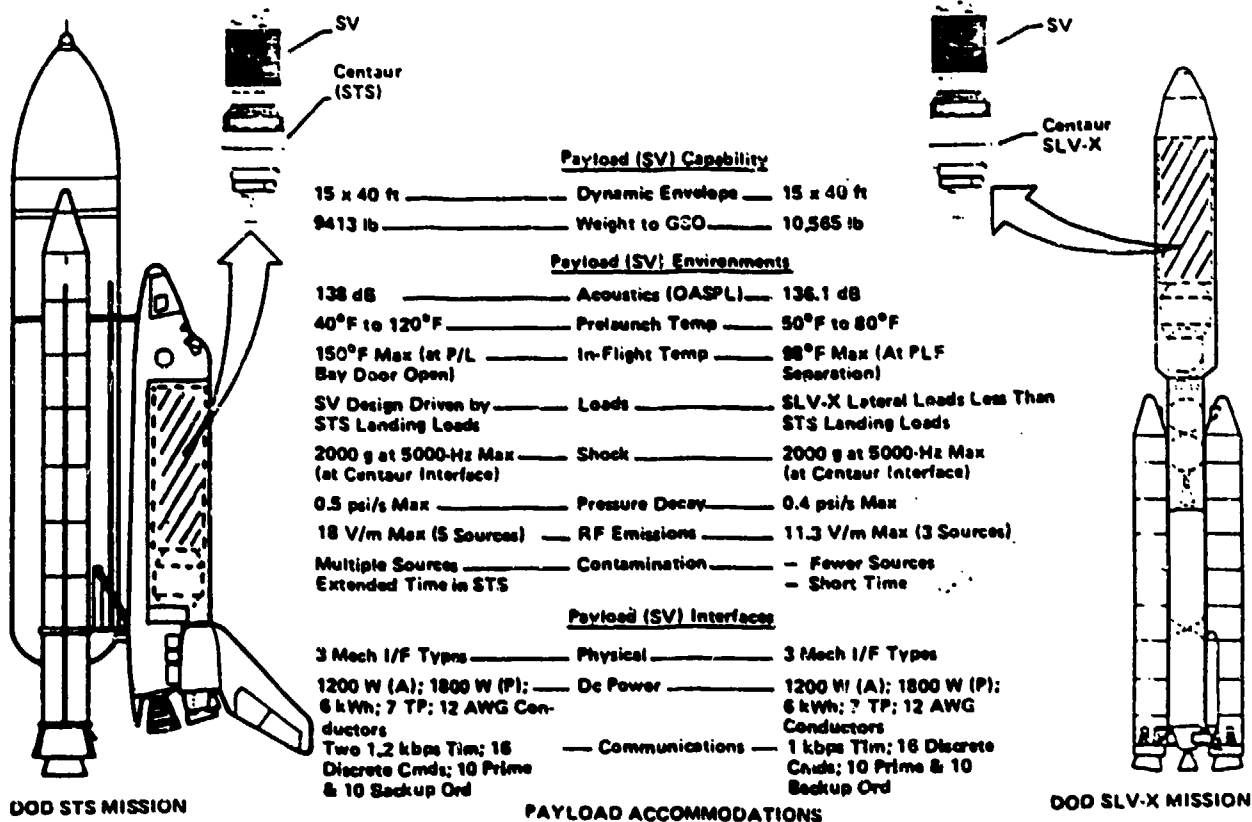 SV
Centaur
(STS)
SV
Centaur
SLV-X
Payload (SV) Capability
15 x 40 ft Dynamic Envelope 15 x 40 ft
9413 lb Weight to GSO 10,565 lb
Payload (SV) Environments
138 dB Acoustics (OASPL) 136.1 dB
40°F to 120°F Prelaunch Temp 50°F to 80°F
150°F Max (at P/L In-Flight Temp 98°F Max (At PLF
Bay Door Open) Separation)
SV Design Driven by Loads SLV-X Lateral Loads Less Than
STS Landing Loads STS Landing Loads
2000 g at 5000-Hz Max Shock 2000 g at 5000-Hz Max
(at Centaur Interface) (at Centaur Interface)
0.5 psi/s Max Pressure Decay 0.4 psi/s Max
18 V/m Max (5 Sources) RF Emissions 11.3 V/m Max (3 Sources)
Multiple Sources Contamination – Fewer Sources
Extended Time in STS – Short Time
Payload (SV) Interfaces
3 Mech I/F Types Physical 3 Mech I/F Types
1200 W (A); 1800 W (P); Dc Power 1200 W (A); 1800 W (P);
6 kWh; 7 TP; 12 AWG Con- 6 kWh; TP; 12 AWG
ductors Conductors
Two 1.2 kbps Tlm; 16 Communications 1 kbps Tlm; 16 Discrete
Discrete Cmds; 10 Prime Cmds; 10 Prime & 10
& 10 Backup Ord Backup Ord
DOD STS MISSION PAYLOAD ACCOMMODATIONS DOD SLV-X MISSION